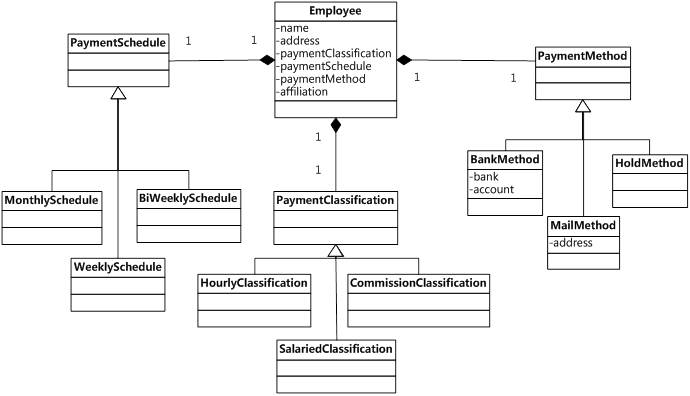 Employee
-name
-address
-paymentClassification
-paymentSchedule
-paymentMethod
-affiliation
PaymentSchedule
1
1
1
1
PaymentMethod
1
1
MonthlySchedule
BiWeeklySchedule
WeeklySchedule
PaymentClassification
HourlyClassification
CommissionClassification
SalariedClassification
BankMethod
-bank
-account
HoldMethod
MailMethod
-address